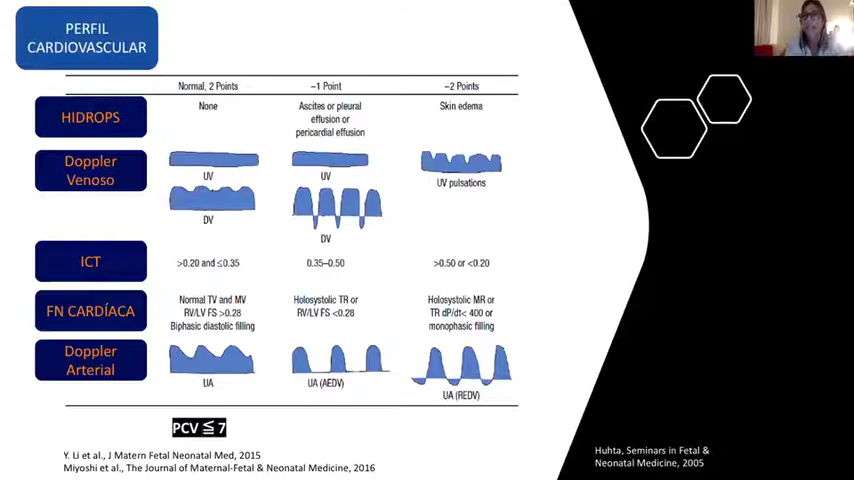 PERFIL
CARDIOVASCULAR
Normal, 2 Points −1 Point −2 Points
HIDROPS
None
Ascites or pleural
effusion or
pericardial effusion
Skin edema
Doppler
Venoso
UV
DV
UV
DV
UV pulsations
ICT
>0.20 and ≤0.35
0.35–0.50
>0.50 or <0.20
FN CARDÍACA
Normal TV and MV
RV/LV FS >0.28
Biphasic diastolic filling
Holosystolic TR or
RV/LV FS <0.28
Holosystolic MR or
TR dP/dt< 400 or
monophasic filling
Doppler
Arterial
UA
UA (AEDV)
UA (REDV)
PCV ≦ 7
Y. Li et al., J Matern Fetal Neonatal Med, 2015
Miyoshi et al., The Journal of Maternal-Fetal & Neonatal Medicine, 2016
Huhta, Seminars in Fetal &
Neonatal Medicine, 2005